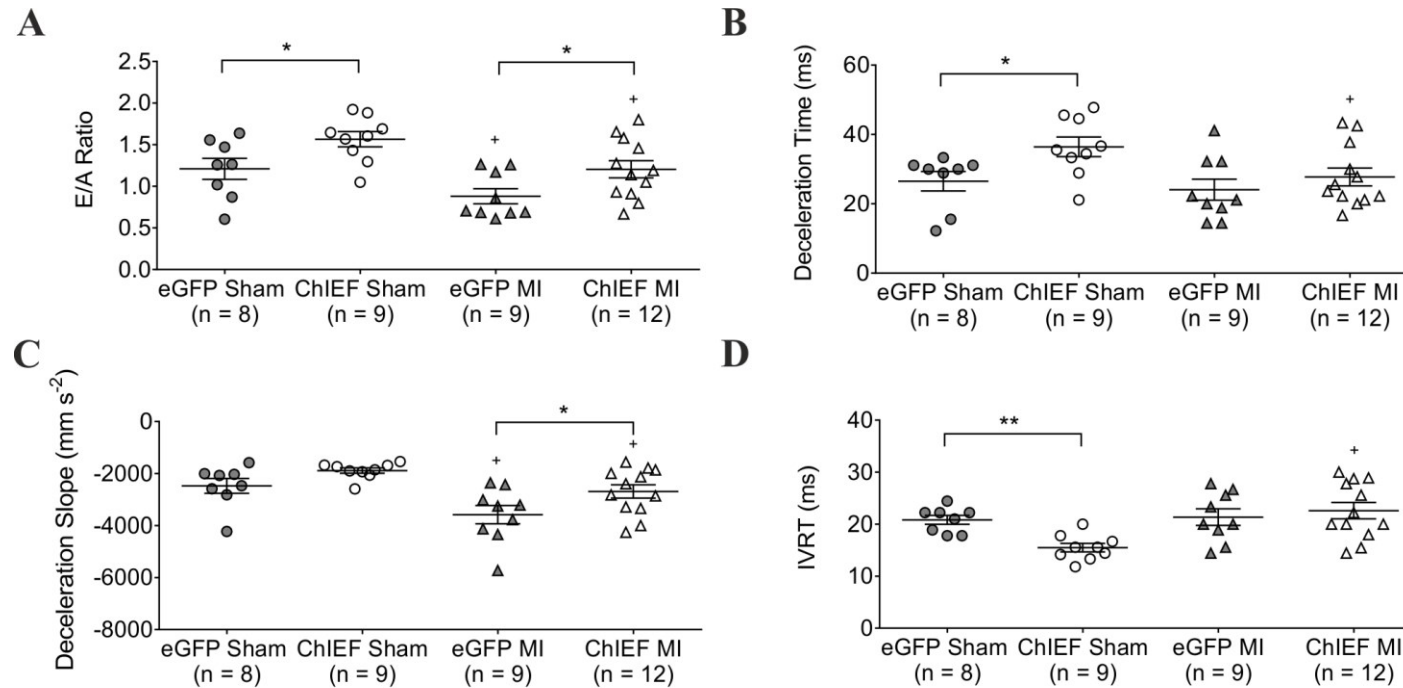 A
E/A Ratio
2.5
2.0
1.5
1.0
0.5
0.0
*
*
+
+
eGFP Sham ChIEF Sham eGFP MI ChIEF MI
(n = 8) (n = 9) (n = 9) (n = 12)
B
Deceleration Time (ms)
60
40
20
0
*
+
eGFP Sham ChIEF Sham eGFP MI ChIEF MI
(n = 8) (n = 9) (n = 9) (n = 12)
C
Deceleration Slope (mm s⁻²)
0
-2000
-4000
-6000
-8000
*
+
+
eGFP Sham ChIEF Sham eGFP MI ChIEF MI
(n = 8) (n = 9) (n = 9) (n = 12)
D
IVRT (ms)
40
30
20
10
0
**
+
eGFP Sham ChIEF Sham eGFP MI ChIEF MI
(n = 8) (n = 9) (n = 9) (n = 12)